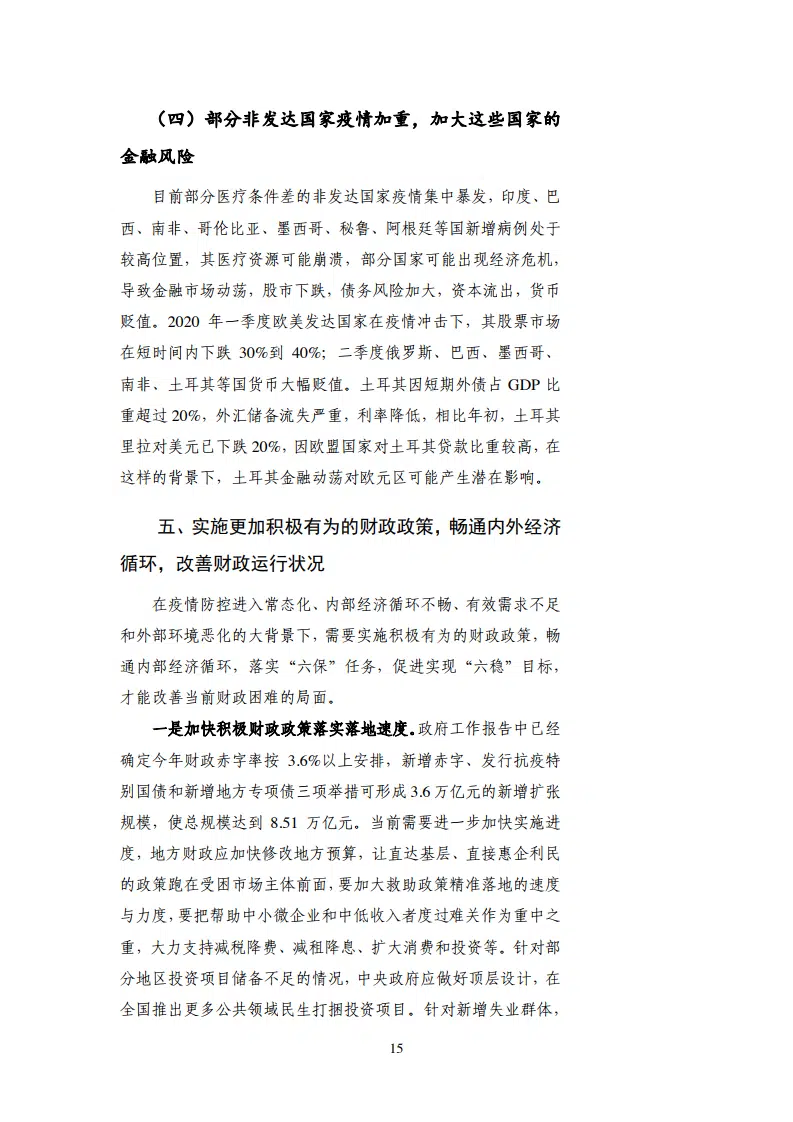 （四）部分非发达国家疫情加重，加大这些国家的
金融风险
目前部分医疗条件差的非发达国家疫情集中暴发，印度、巴
西、南非、哥伦比亚、墨西哥、秘鲁、阿根廷等国新增病例处于
较高位置，其医疗资源可能崩溃，部分国家可能出现经济危机，
导致金融市场动荡，股市下跌，债务风险加大，资本流出，货币
贬值。2020 年一季度欧美发达国家在疫情冲击下，其股票市场
在短时间内下跌 30%到 40%；二季度俄罗斯、巴西、墨西哥、
南非、土耳其等国货币大幅贬值。土耳其因短期外债占 GDP 比
重超过 20%，外汇储备流失严重，利率降低，相比年初，土耳其
里拉对美元已下跌 20%，因欧盟国家对土耳其贷款比重较高，在
这样的背景下，土耳其金融动荡对欧元区可能产生潜在影响。
五、实施更加积极有为的财政政策，畅通内外经济
循环，改善财政运行状况
在疫情防控进入常态化、内部经济循环不畅、有效需求不足
和外部环境恶化的大背景下，需要实施积极有为的财政政策，畅
通内部经济循环，落实“六保”任务，促进实现“六稳”目标，
才能改善当前财政困难的局面。
一是加快积极财政政策落实落地速度。政府工作报告中已经
确定今年财政赤字率按 3.6%以上安排，新增赤字、发行抗疫特
别国债和新增地方专项债三项举措可形成 3.6 万亿元的新增扩张
规模，使总规模达到 8.51 万亿元。当前需要进一步加快实施进
度，地方财政应加快修改地方预算，让直达基层、直接惠企利民
的政策跑在受困市场主体前面，要加大救助政策精准落地的速度
与力度，要把帮助中小微企业和中低收入者度过难关作为重中之
重，大力支持减税降费、减租降息、扩大消费和投资等。针对部
分地区投资项目储备不足的情况，中央政府应做好顶层设计，在
全国推出更多公共领域民生打捆投资项目。针对新增失业群体，
15